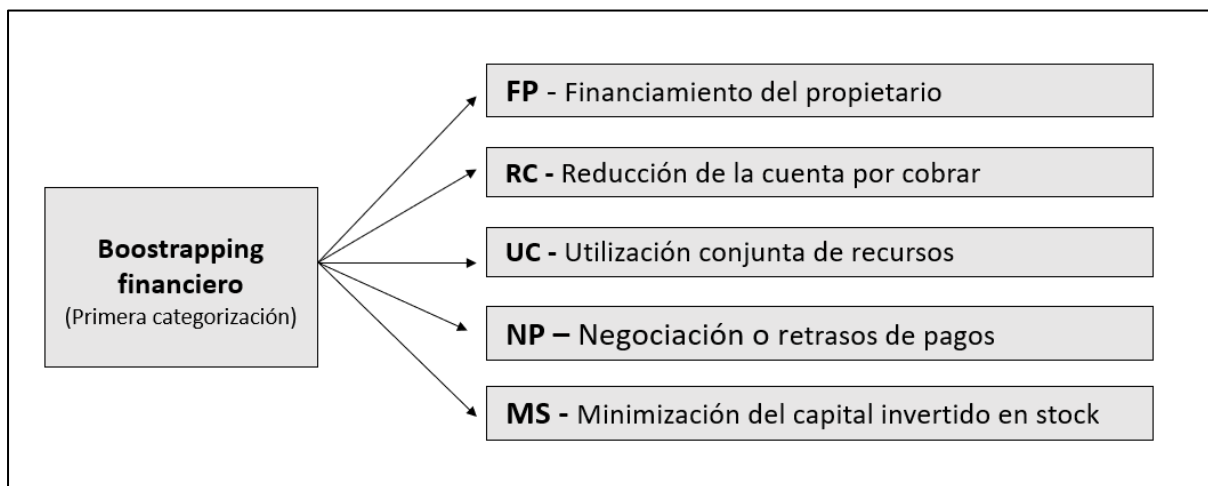 FP - Financiamiento del propietario
RC - Reducción de la cuenta por cobrar
Boostrapping
financiero
(Primera categorización)
UC - Utilización conjunta de recursos
NP – Negociación o retrasos de pagos
MS - Minimización del capital invertido en stock